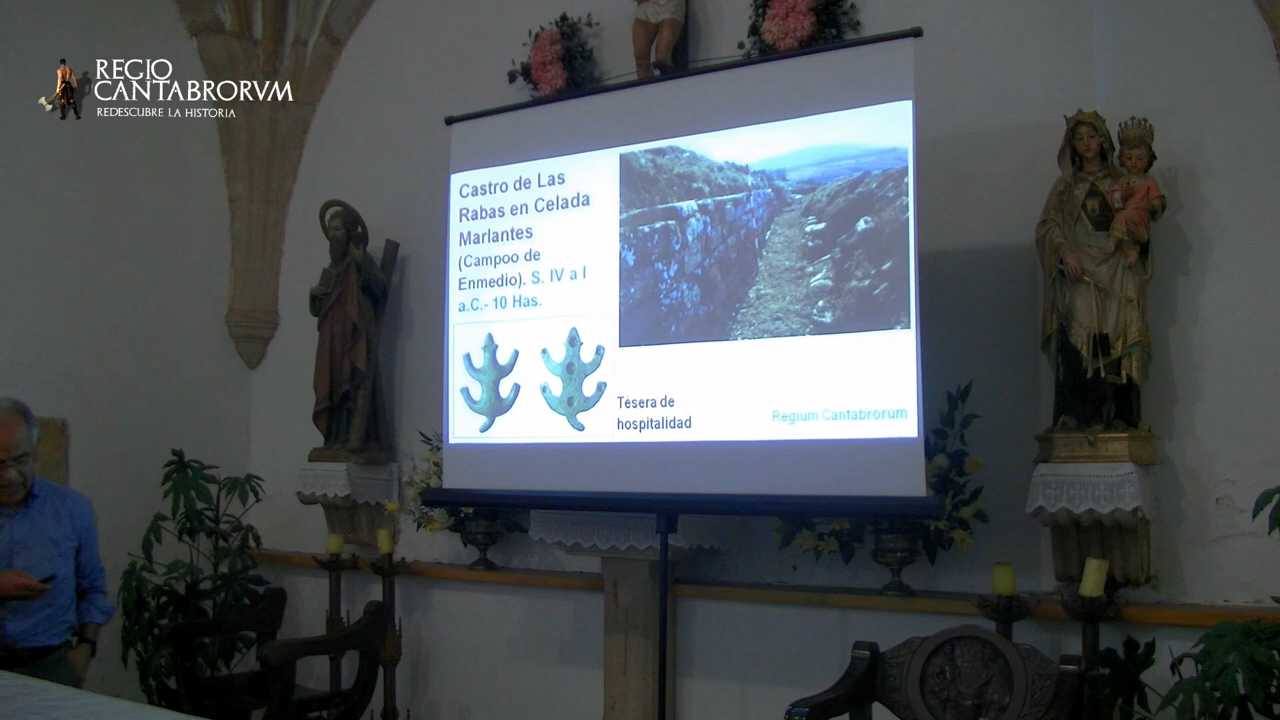 REGIO
CANTABRORVM
REDESCUBRE LA HISTORIA
Castro de Las
Rabas en Celada
Marlantes
(Campoo de
Enmedio). S. IV a I
a.C.- 10 Has.
Tésera de
hospitalidad
Regium Cantabrorum